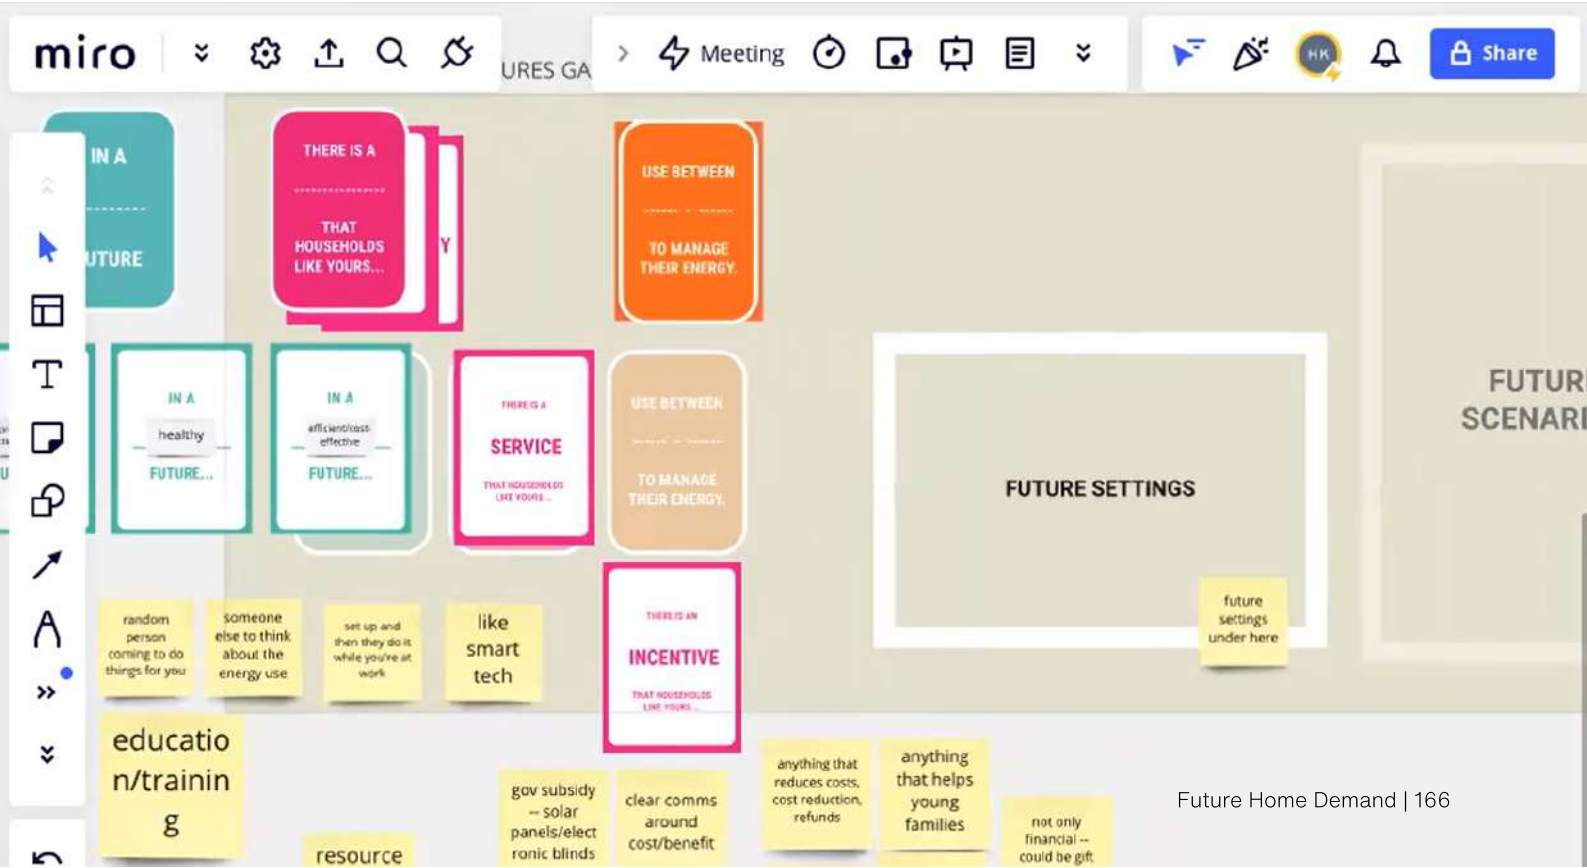 miro
URES GA
Meeting
HK
Share
IN A
UTURE
THERE IS A
THAT
HOUSEHOLDS
LIKE YOURS...
Y
USE BETWEEN
TO MANAGE
THEIR ENERGY.
U
IN A
healthy
FUTURE...
IN A
efficient/cost-
effective
FUTURE...
THERE IS A
SERVICE
THAT HOUSEHOLDS
LIKE YOURS...
USE BETWEEN
TO MANAGE
THEIR ENERGY.
FUTURE SETTINGS
FUTUR
SCENARI
THERE IS AN
INCENTIVE
THAT HOUSEHOLDS
LIKE YOURS...
future
settings
under here
random
person
coming to do
things for you
someone
else to think
about the
energy use
set up and
then they do it
while you're at
work
like
smart
tech
educatio
n/trainin
g
resource
gov subsidy
-- solar
panels/elect
ronic blinds
clear comms
around
cost/benefit
anything that
reduces costs,
cost reduction,
refunds
anything
that helps
young
families
not only
financial --
could be gift
Future Home Demand | 166